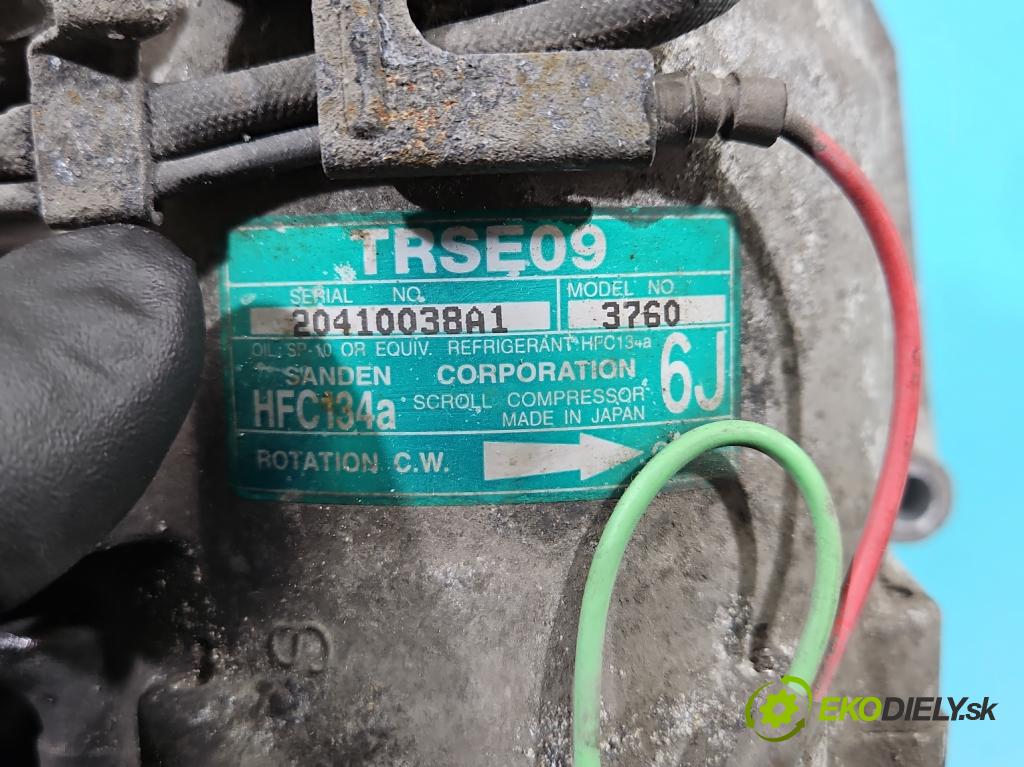 TRSE09
SERIAL NO. MODEL NO.
20410038A1 3760
OIL: SP-10 OR EQUIV. REFRIGERANT:HFC134a
SANDEN CORPORATION 6J
HFC134a SCROLL COMPRESSOR
MADE IN JAPAN
ROTATION C.W.
EKODIELY.sk